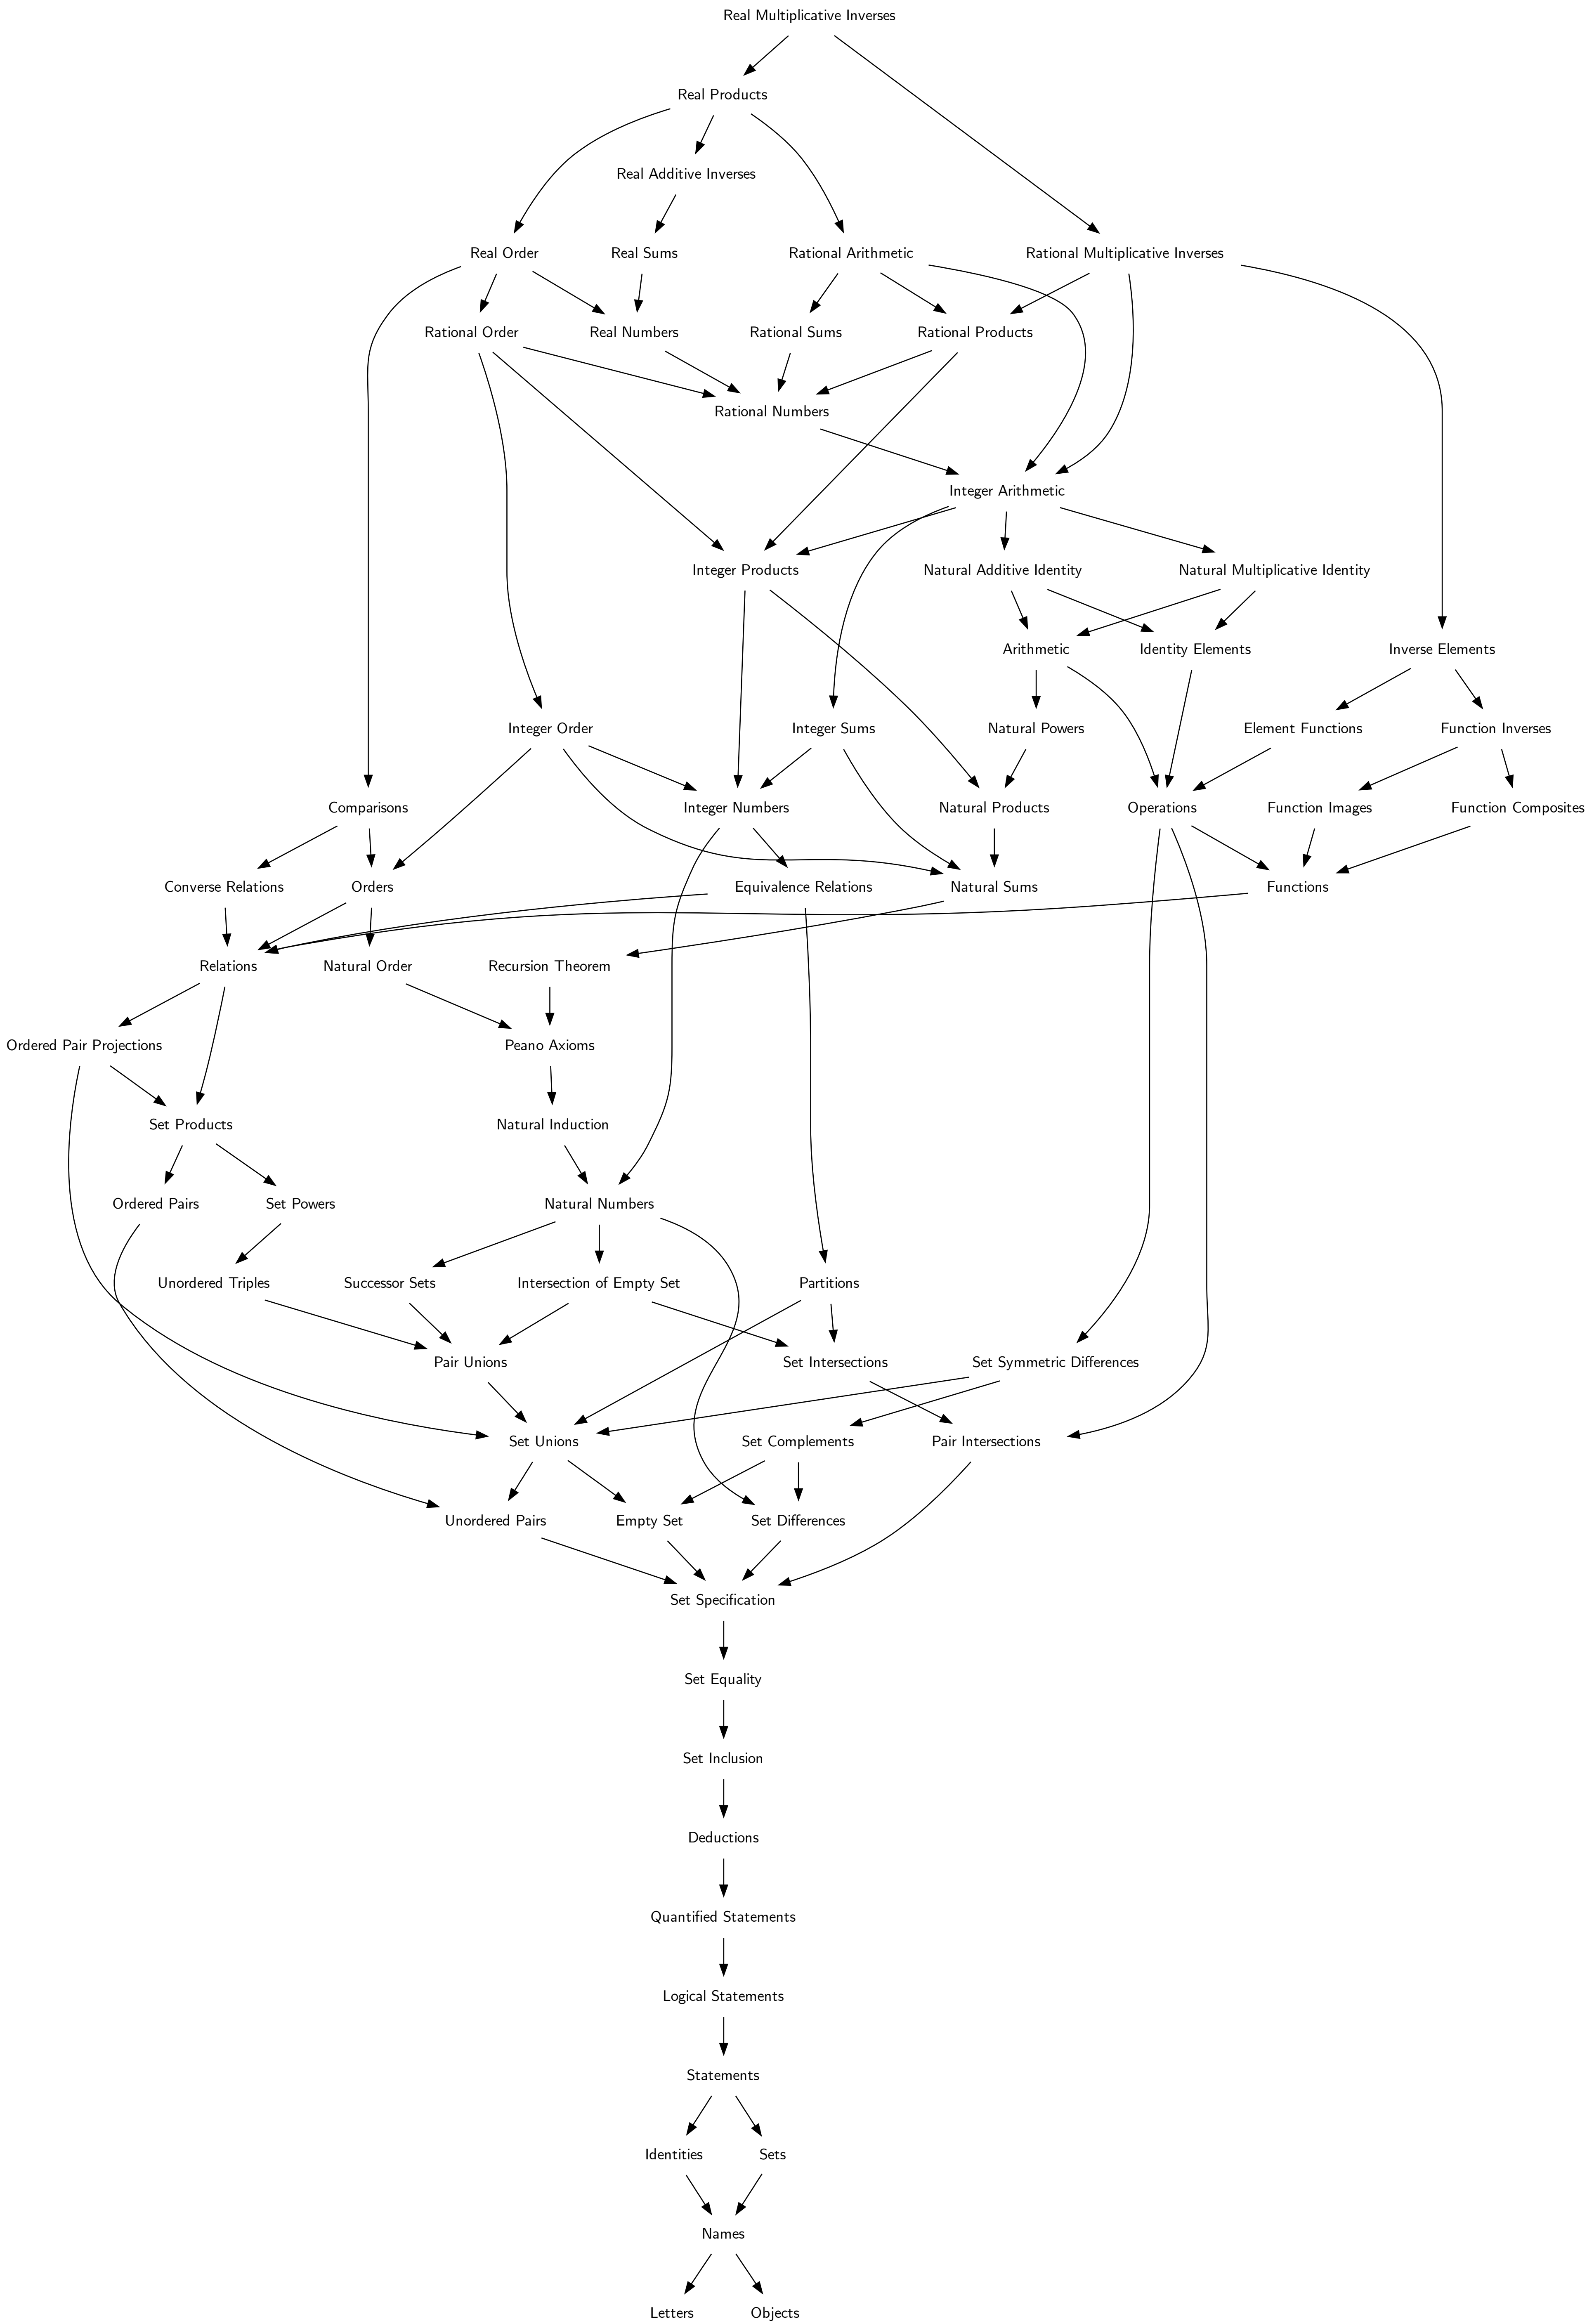 Real Multiplicative Inverses
Real Products
Real Additive Inverses
Real Order
Real Sums
Rational Arithmetic
Rational Multiplicative Inverses
Rational Order
Real Numbers
Rational Sums
Rational Products
Rational Numbers
Integer Arithmetic
Integer Products
Natural Additive Identity
Natural Multiplicative Identity
Arithmetic
Identity Elements
Inverse Elements
Integer Order
Integer Sums
Natural Powers
Element Functions
Function Inverses
Comparisons
Integer Numbers
Natural Products
Operations
Function Images
Function Composites
Converse Relations
Orders
Equivalence Relations
Natural Sums
Functions
Relations
Natural Order
Recursion Theorem
Ordered Pair Projections
Peano Axioms
Set Products
Natural Induction
Ordered Pairs
Set Powers
Natural Numbers
Unordered Triples
Successor Sets
Intersection of Empty Set
Partitions
Pair Unions
Set Intersections
Set Symmetric Differences
Set Unions
Set Complements
Pair Intersections
Unordered Pairs
Empty Set
Set Differences
Set Specification
Set Equality
Set Inclusion
Deductions
Quantified Statements
Logical Statements
Statements
Identities
Sets
Names
Letters
Objects